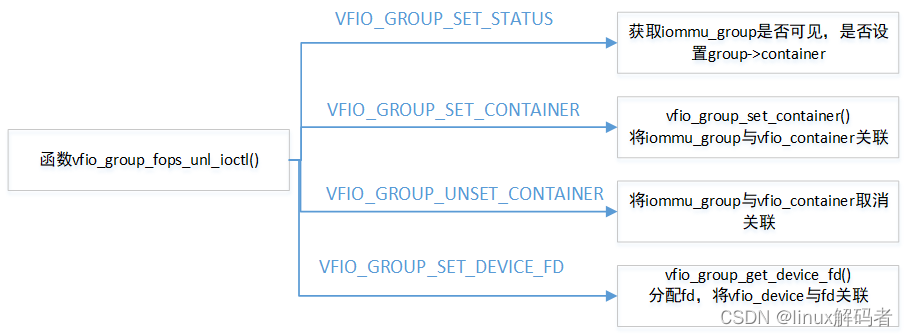 VFIO_GROUP_SET_STATUS
获取iommu_group是否可见，是否设
置group->container
VFIO_GROUP_SET_CONTAINER
vfio_group_set_container()
将iommu_group与vfio_container关联
函数vfio_group_fops_unl_ioctl()
VFIO_GROUP_UNSET_CONTAINER
将iommu_group与vfio_container取消
关联
VFIO_GROUP_SET_DEVICE_FD
vfio_group_get_device_fd()
分配fd，将vfio_device与fd关联
CSDN @linux解码者